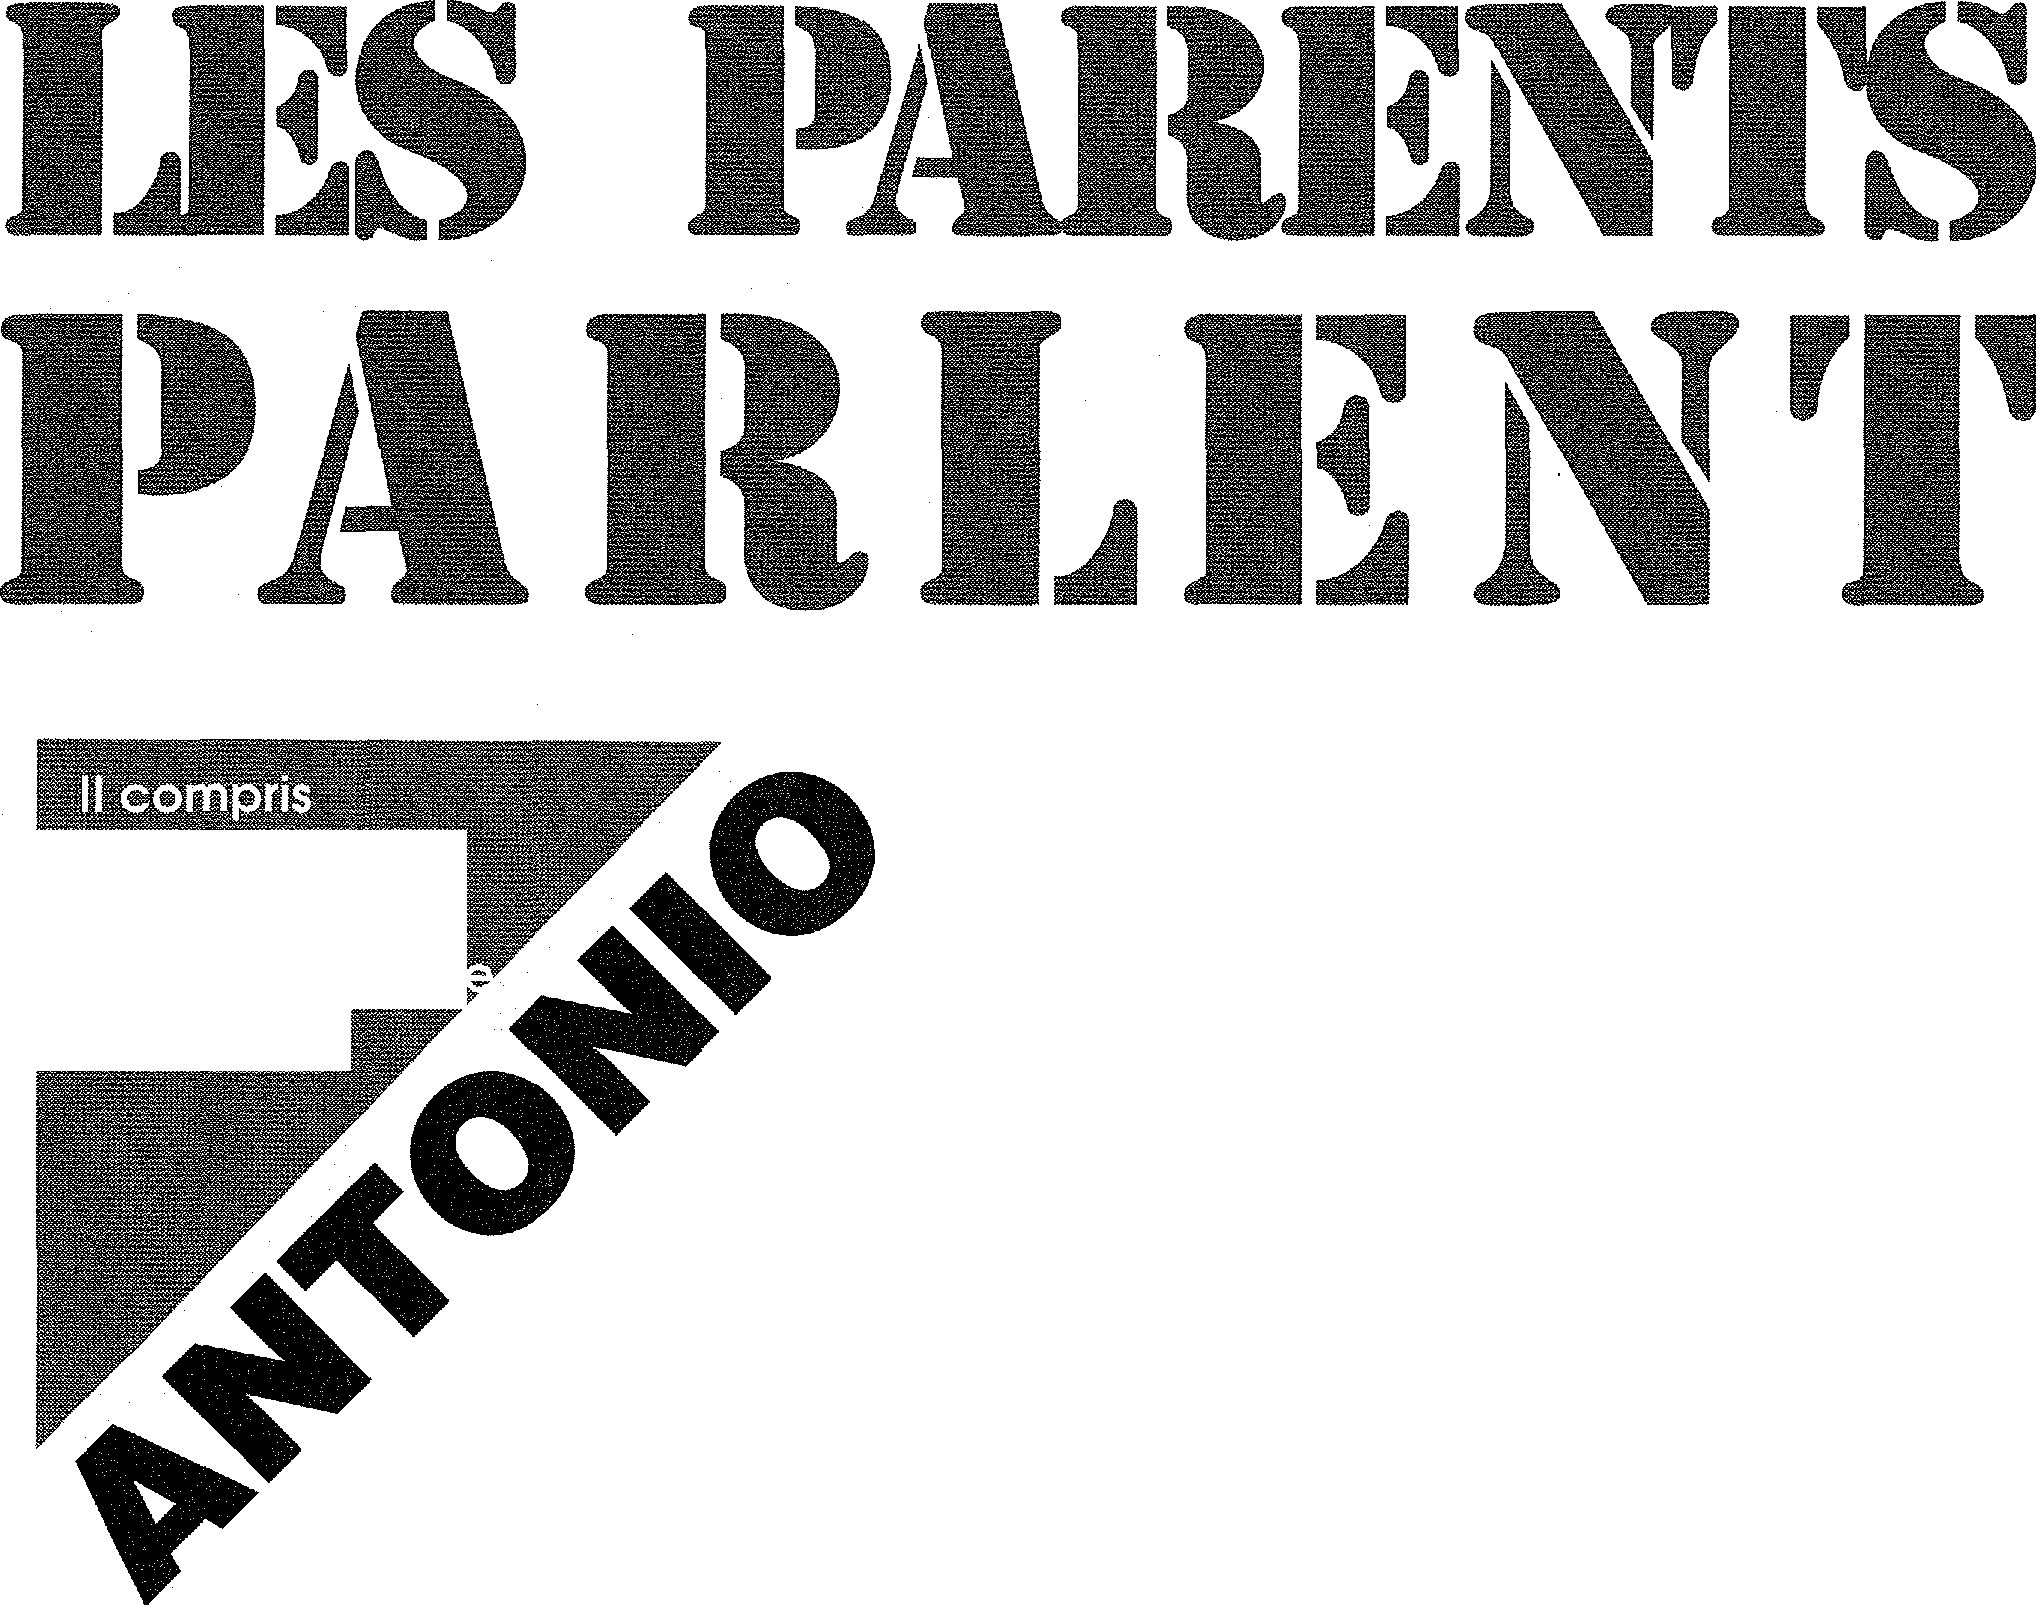 LES PARENTS
PARLENT
Il compris
e
ANTONIO